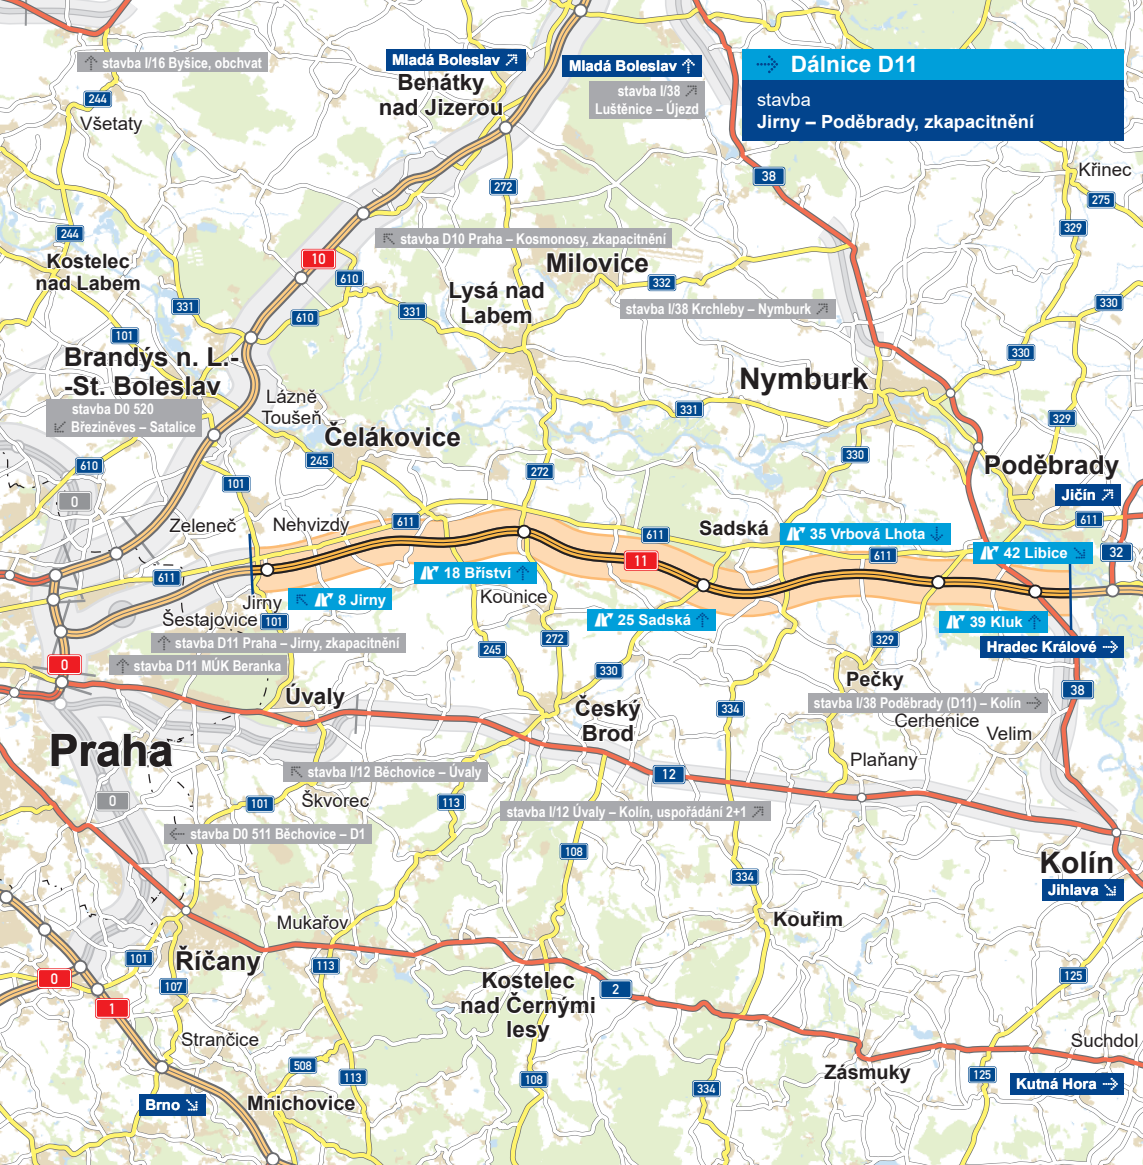 stavba I/16 Byšice, obchvat
Mladá Boleslav
Mladá Boleslav
Dálnice D11
stavba
Jirny – Poděbrady, zkapacitnění
Benátky
nad Jizerou
stavba I/38
Luštěnice – Újezd
244
Všetaty
38
Křinec
272
275
244
329
stavba D10 Praha – Kosmonosy, zkapacitnění
Kostelec
nad Labem
10
610
Milovice
332
Lysá nad
Labem
331
610
331
stavba I/38 Krchleby – Nymburk
330
101
330
Brandýs n. L.-
-St. Boleslav
Nymburk
Lázně
Toušeň
stavba D0 520
Březiněves – Satalice
331
329
Čelákovice
245
330
610
272
Poděbrady
101
Jičín
0
Zeleneč
Nehvizdy
611
611
Sadská
35 Vrbová Lhota
611
611
42 Libice
32
11
611
18 Bříství
Kounice
8 Jirny
Jirny
Šestajovice
101
25 Sadská
39 Kluk
stavba D11 Praha – Jirny, zkapacitnění
272
329
Hradec Králové
245
stavba D11 MÚK Beranka
0
330
Pečky
38
Úvaly
stavba I/38 Poděbrady (D11) – Kolín
Český
Brod
334
Cerhenice
Velim
Praha
Plaňany
stavba I/12 Běchovice – Úvaly
12
0
101
Škvorec
113
stavba I/12 Úvaly – Kolín, uspořádání 2+1
stavba D0 511 Běchovice – D1
108
Kolín
334
Jihlava
Mukařov
Kouřim
101
Říčany
113
0
107
125
Kostelec
nad Černými
lesy
2
1
Strančice
Suchdol
508
113
108
Zásmuky
125
Kutná Hora
334
Brno
Mnichovice